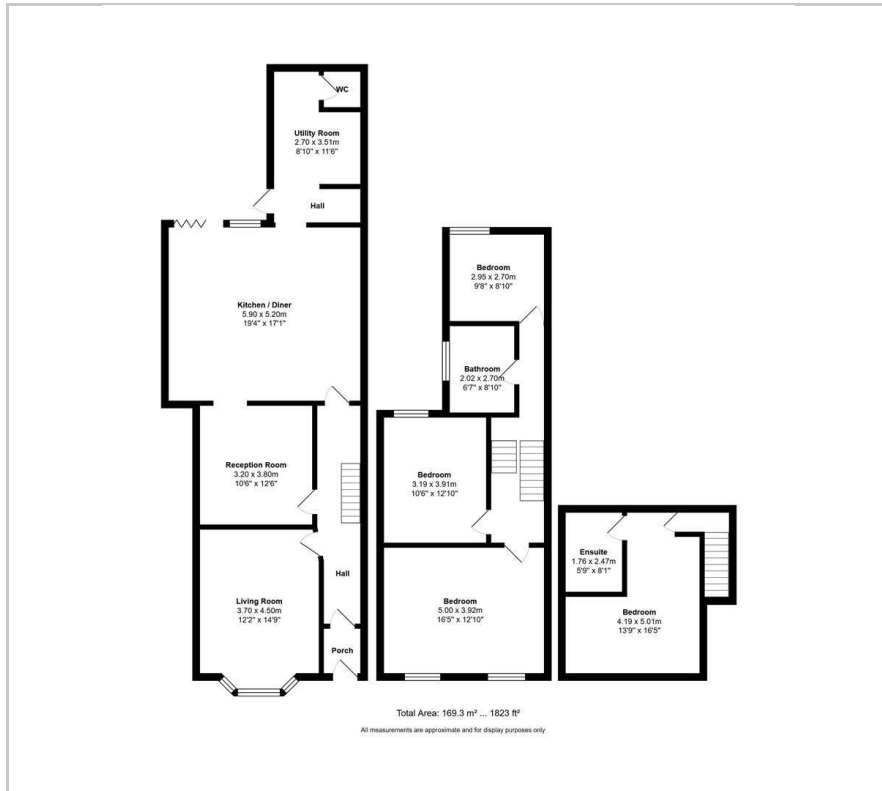 WC
Utility Room
2.70 x 3.51m
8'10" x 11'6"
Hall
Kitchen / Diner
5.90 x 5.20m
19'4" x 17'1"
Reception Room
3.20 x 3.80m
10'6" x 12'6"
Hall
Living Room
3.70 x 4.50m
12'2" x 14'9"
Porch
Bedroom
2.95 x 2.70m
9'8" x 8'10"
Bathroom
2.02 x 2.70m
6'7" x 8'10"
Bedroom
3.19 x 3.91m
10'6" x 12'10"
Bedroom
5.00 x 3.92m
16'5" x 12'10"
Ensuite
1.76 x 2.47m
5'9" x 8'1"
Bedroom
4.19 x 5.01m
13'9" x 16'5"
Total Area: 169.3 m² ... 1823 ft²
All measurements are approximate and for display purposes only